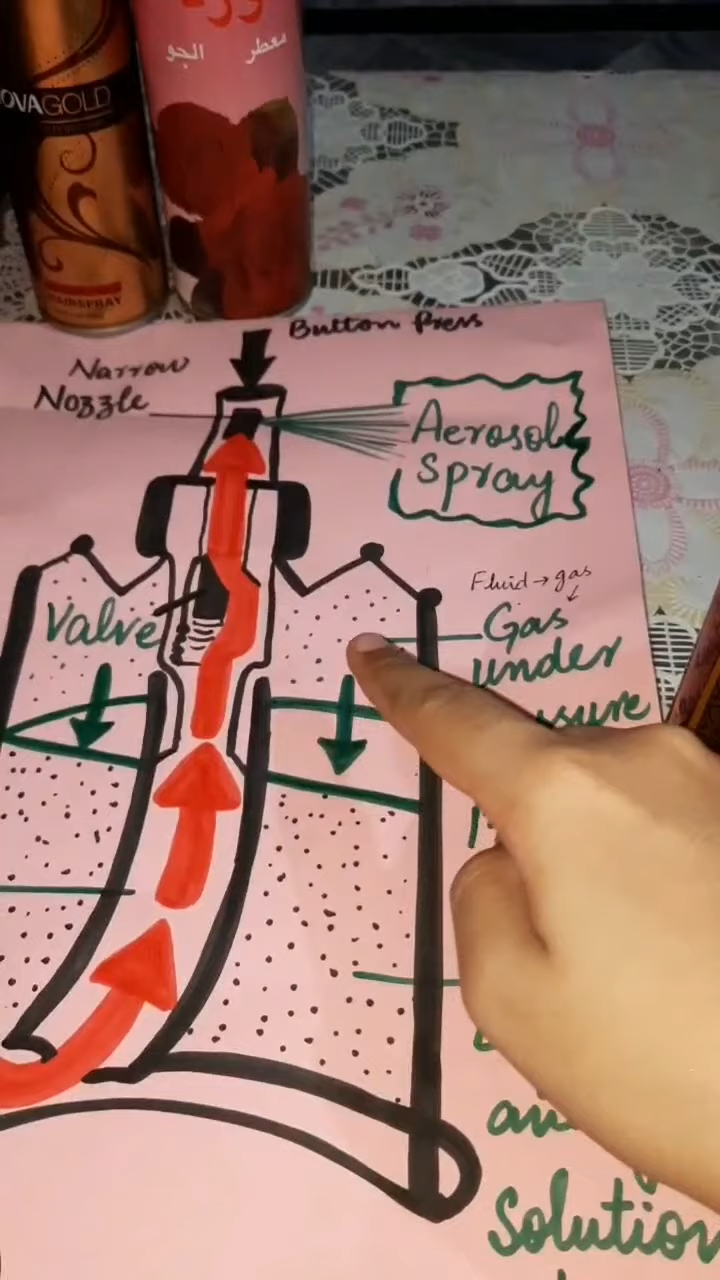 OVAGOLD
معطر الجو
Button Press
Narrow
Nozzle
Aerosol
spray
Fluid → gas
Valve
Gas
under
Solution